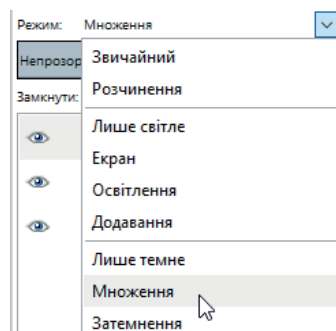 Режим: Множення
Непрозор
Замкнути:
Звичайний
Розчинення
Лише світле
Екран
Освітлення
Додавання
Лише темне
Множення
Затемнення